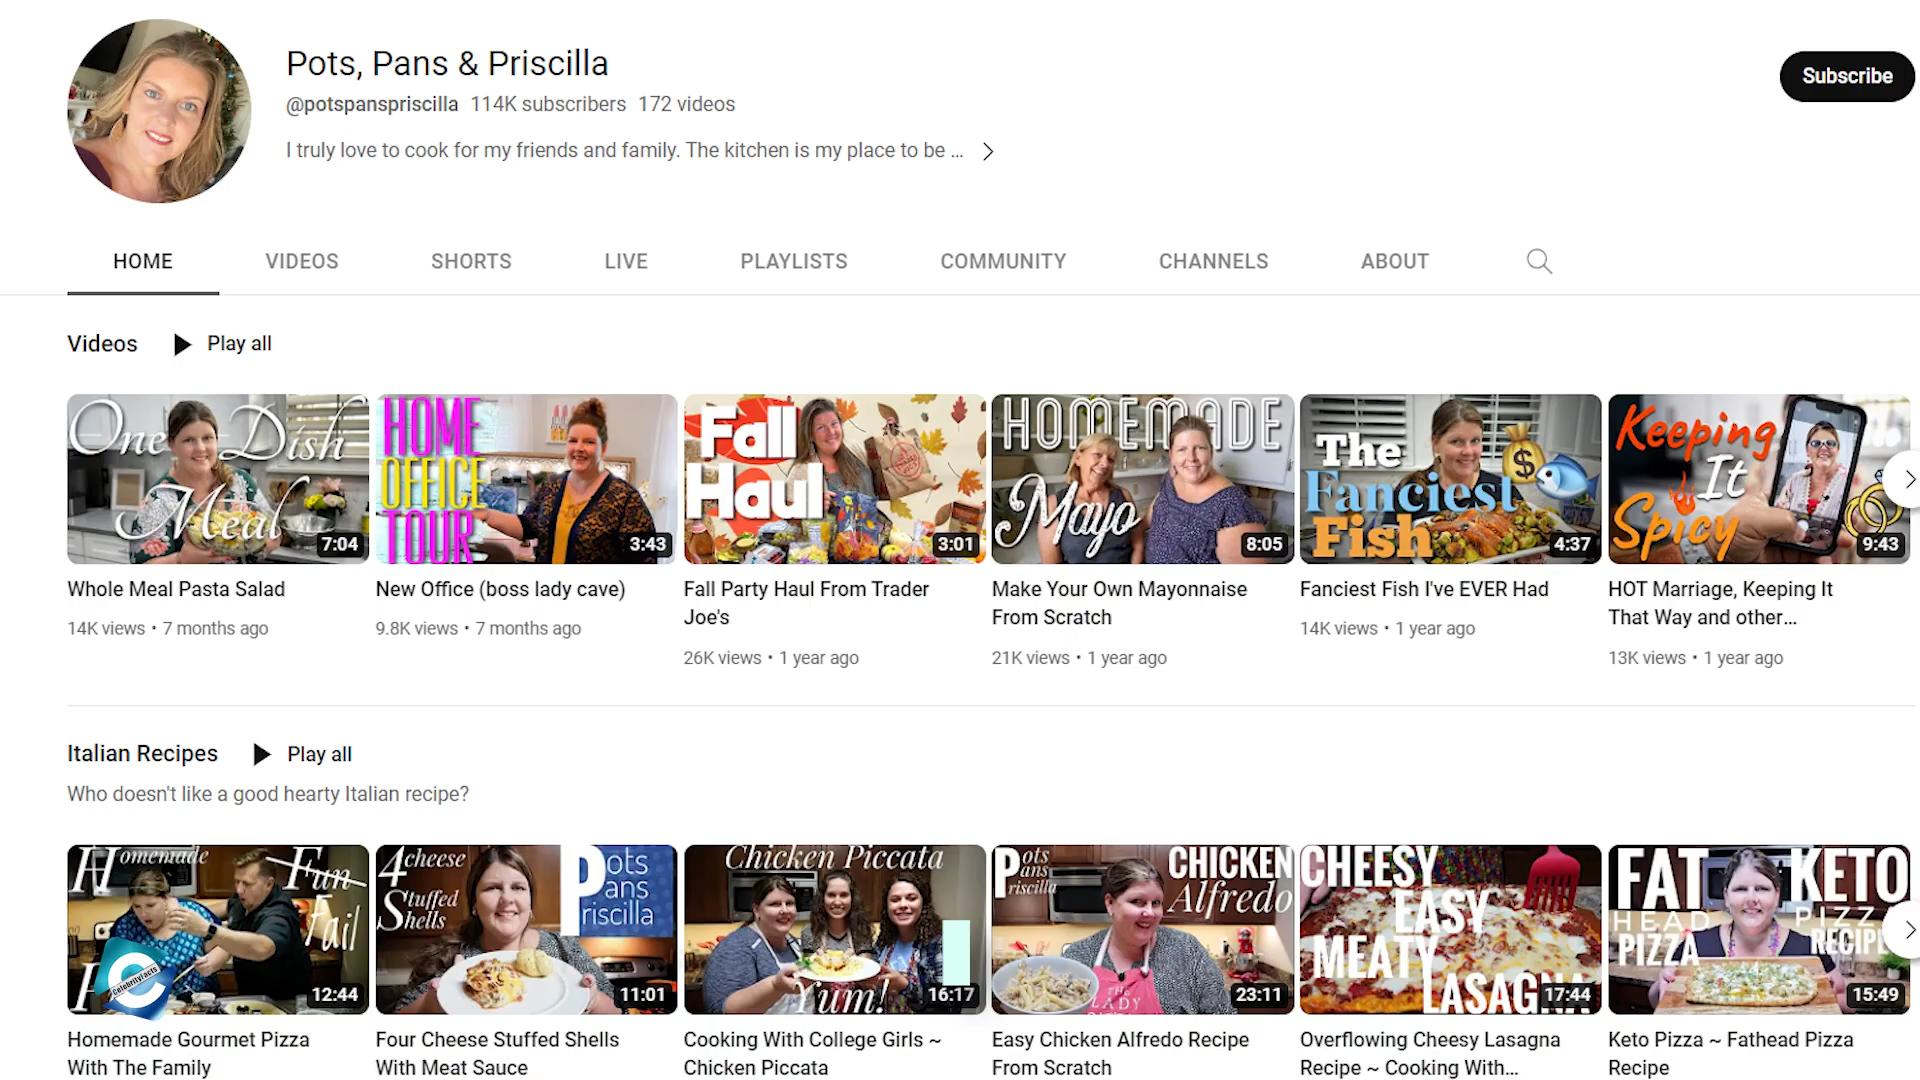 Pots, Pans & Priscilla
Subscribe
@potspanspriscilla 114K subscribers 172 videos
I truly love to cook for my friends and family. The kitchen is my place to be ...
HOME VIDEOS SHORTS LIVE PLAYLISTS COMMUNITY CHANNELS ABOUT
Videos Play all
One Dish
Meal
7:04
HOME
OFFICE
TOUR
3:43
Fall
Haul
3:01
HOMEMADE
Mayo
8:05
The
Fanciest
Fish
$
4:37
Keeping
It
Spicy
9:43
Whole Meal Pasta Salad
14K views • 7 months ago
New Office (boss lady cave)
9.8K views • 7 months ago
Fall Party Haul From Trader
Joe's
26K views • 1 year ago
Make Your Own Mayonnaise
From Scratch
21K views • 1 year ago
Fanciest Fish I've EVER Had
14K views • 1 year ago
HOT Marriage, Keeping It
That Way and other...
13K views • 1 year ago
Italian Recipes Play all
Who doesn't like a good hearty Italian recipe?
Homemade Fun
Fail
CelebrityFacts
12:44
4cheese
Stuffed
Shells
Pots
Pans
Priscilla
11:01
Chicken Piccata
Yum!
16:17
Pots
Pans
Priscilla
CHICKEN
Alfredo
THE
LADY
23:11
CHEESY
EASY
MEATY
LASAGNA
17:44
FAT KETO
HEAD PIZZ
PIZZA RECIPE
15:49
Homemade Gourmet Pizza
With The Family
Four Cheese Stuffed Shells
With Meat Sauce
Cooking With College Girls ~
Chicken Piccata
Easy Chicken Alfredo Recipe
From Scratch
Overflowing Cheesy Lasagna
Recipe ~ Cooking With...
Keto Pizza ~ Fathead Pizza
Recipe